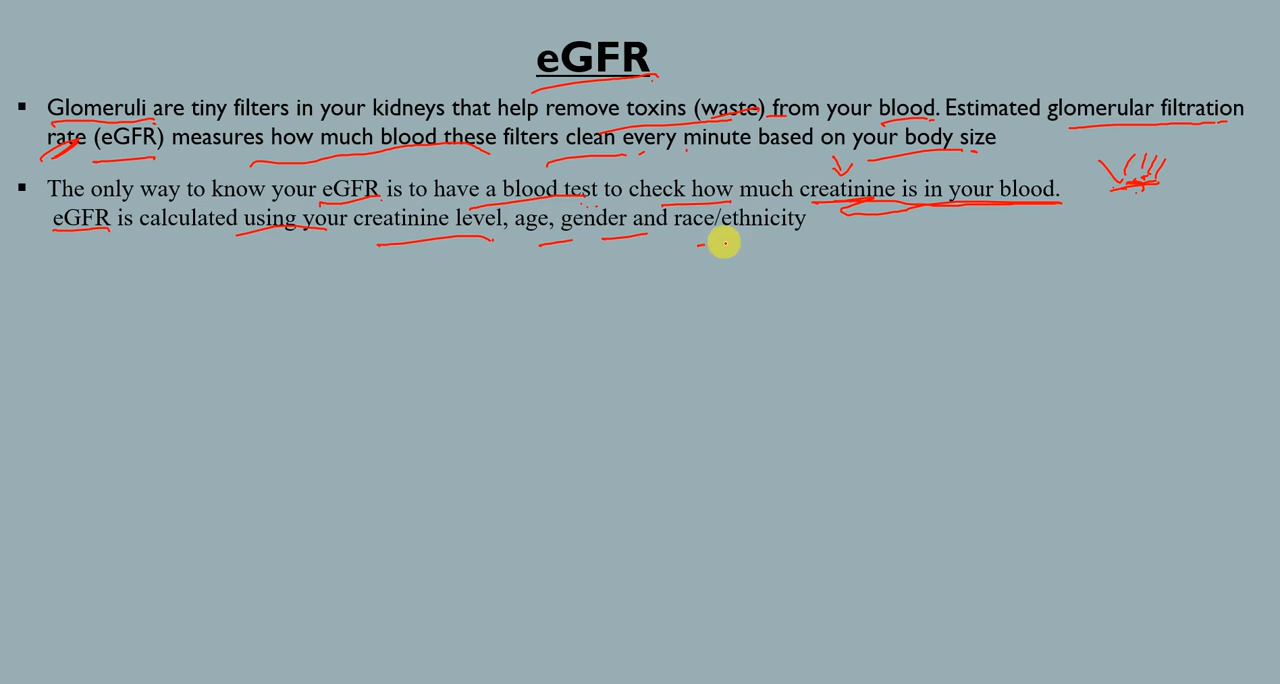 eGFR
▪ Glomeruli are tiny filters in your kidneys that help remove toxins (waste) from your blood. Estimated glomerular filtration
rate (eGFR) measures how much blood these filters clean every minute based on your body size
▪ The only way to know your eGFR is to have a blood test to check how much creatinine is in your blood.
eGFR is calculated using your creatinine level, age, gender and race/ethnicity